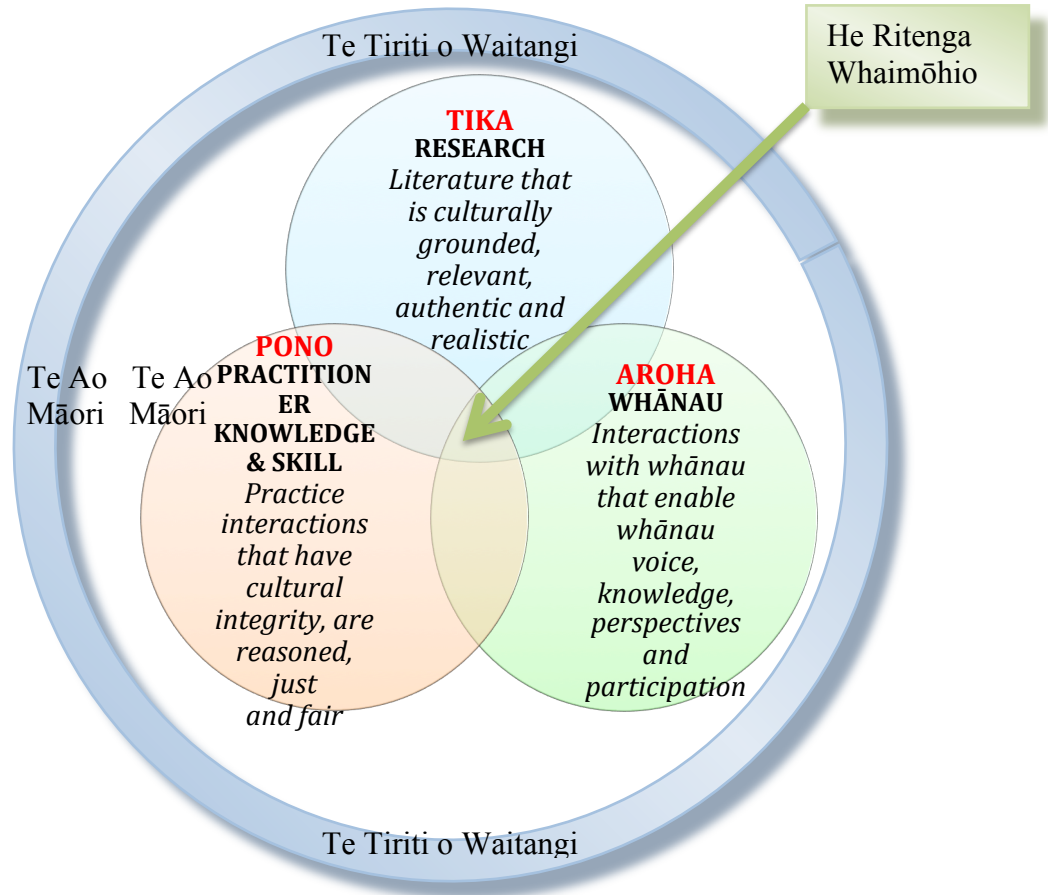 Te Tiriti o Waitangi
He Ritenga
Whaimōhio
TIKA
RESEARCH
Literature that
is culturally
grounded,
relevant,
authentic and
realistic
Te Ao
Māori
Te Ao
Māori
PONO
PRACTITION
ER
KNOWLEDGE
& SKILL
Practice
interactions
that have
cultural
integrity, are
reasoned,
just
and fair
AROHA
WHĀNAU
Interactions
with whānau
that enable
whānau
voice,
knowledge,
perspectives
and
participation
Te Tiriti o Waitangi